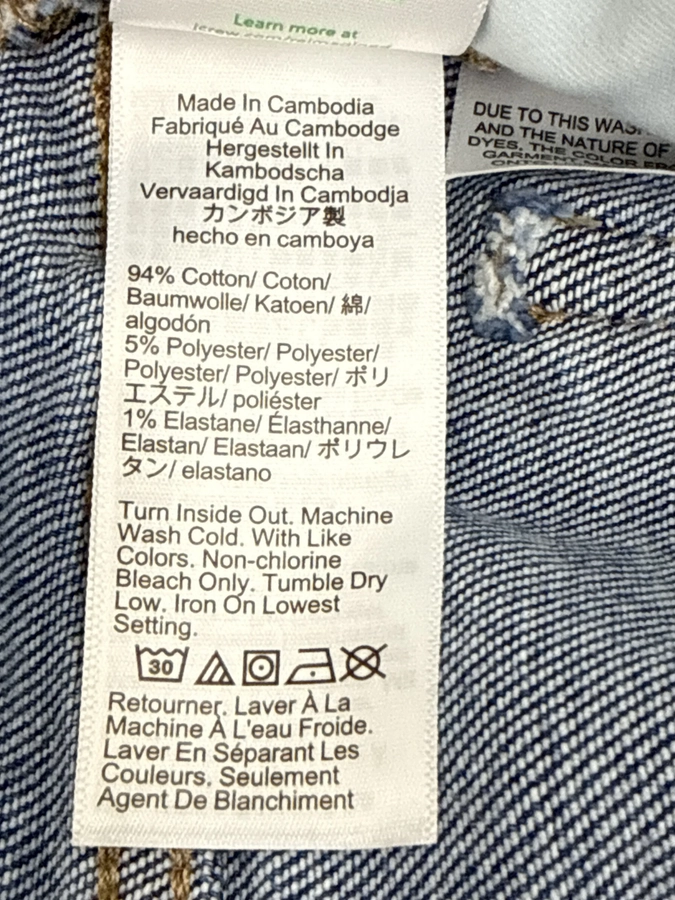 Learn more at
Made In Cambodia
Fabriqué Au Cambodge
Hergestellt In
Kambodscha
Vervaardigd In Cambodja
カンボジア製
hecho en camboya
94% Cotton/ Coton/
Baumwolle/ Katoen/ 綿/
algodón
5% Polyester/ Polyester/
Polyester/ Polyester/ ポリ
エステル/ poliéster
1% Elastane/ Élasthanne/
Elastan/ Elastaan/ ポリウレ
タン/ elastano
Turn Inside Out. Machine
Wash Cold. With Like
Colors. Non-chlorine
Bleach Only. Tumble Dry
Low. Iron On Lowest
Setting.
30
Retourner. Laver À La
Machine À L'eau Froide.
Laver En Séparant Les
Couleurs. Seulement
Agent De Blanchiment
DUE TO THIS
AND THE NATURE OF
DYES, THE COLOR